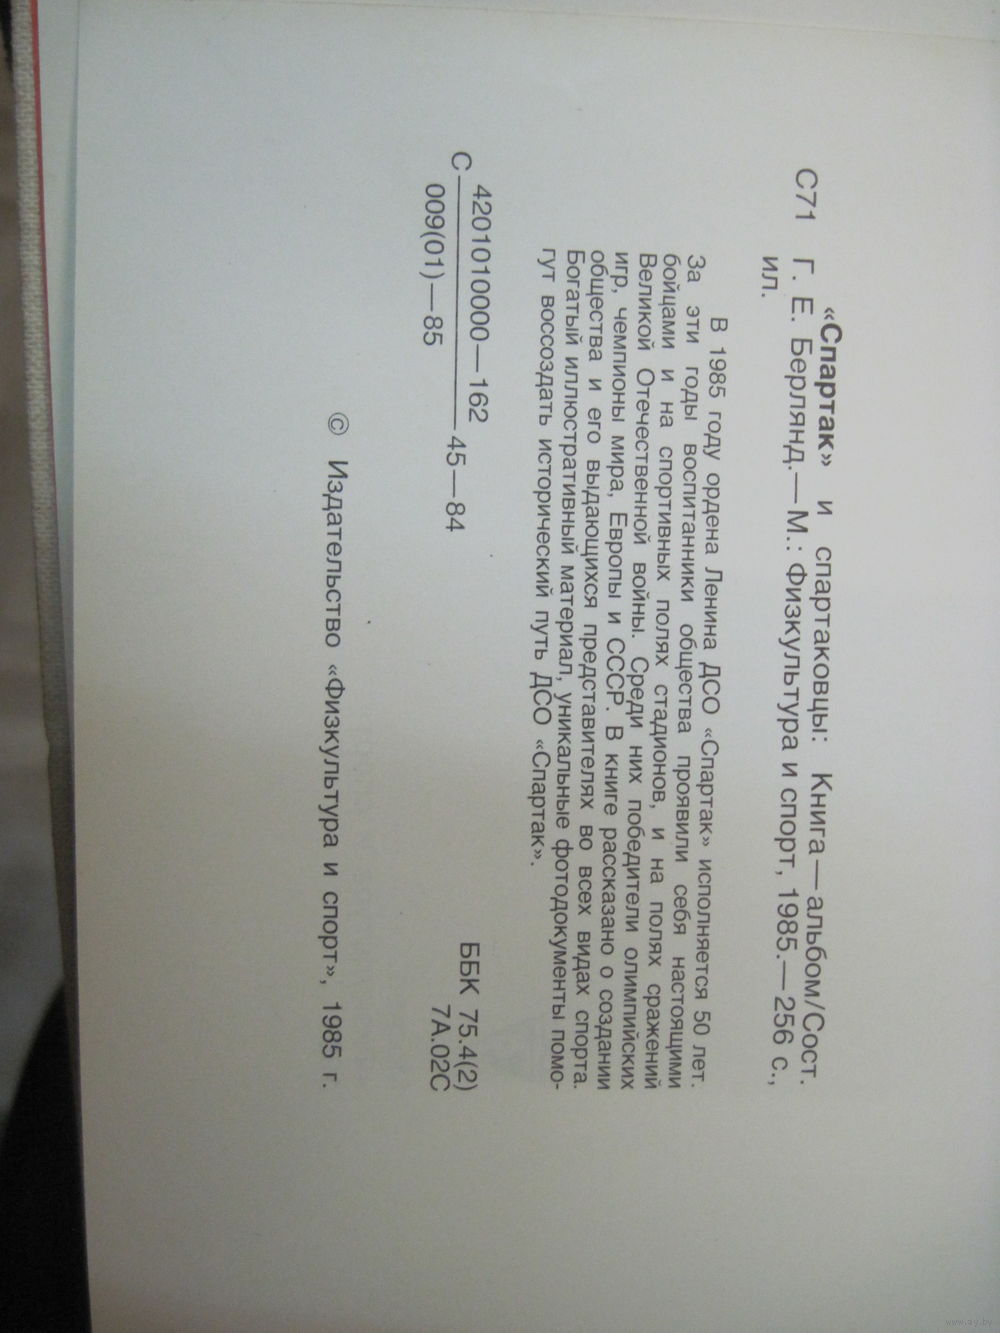 «Спартак» и спартаковцы: Книга—альбом/Сост.
С71 Г. Е. Берлянд.—М.: Физкультура и спорт, 1985.—256 с.,
ил.
В 1985 году ордена Ленина ДСО «Спартак» исполняется 50 лет.
За эти годы воспитанники общества проявили себя настоящими
бойцами и на спортивных полях стадионов, и на полях сражений
Великой Отечественной войны. Среди них победители олимпийских
игр, чемпионы мира, Европы и СССР. В книге рассказано о создании
общества и его выдающихся представителях во всех видах спорта.
Богатый иллюстративный материал, уникальные фотодокументы помо-
гут воссоздать исторический путь ДСО «Спартак».
4201010000—162
С 45—84
009(01)—85
ББК 75.4(2)
7А.02С
© Издательство «Физкультура и спорт», 1985 г.
www.ay.by